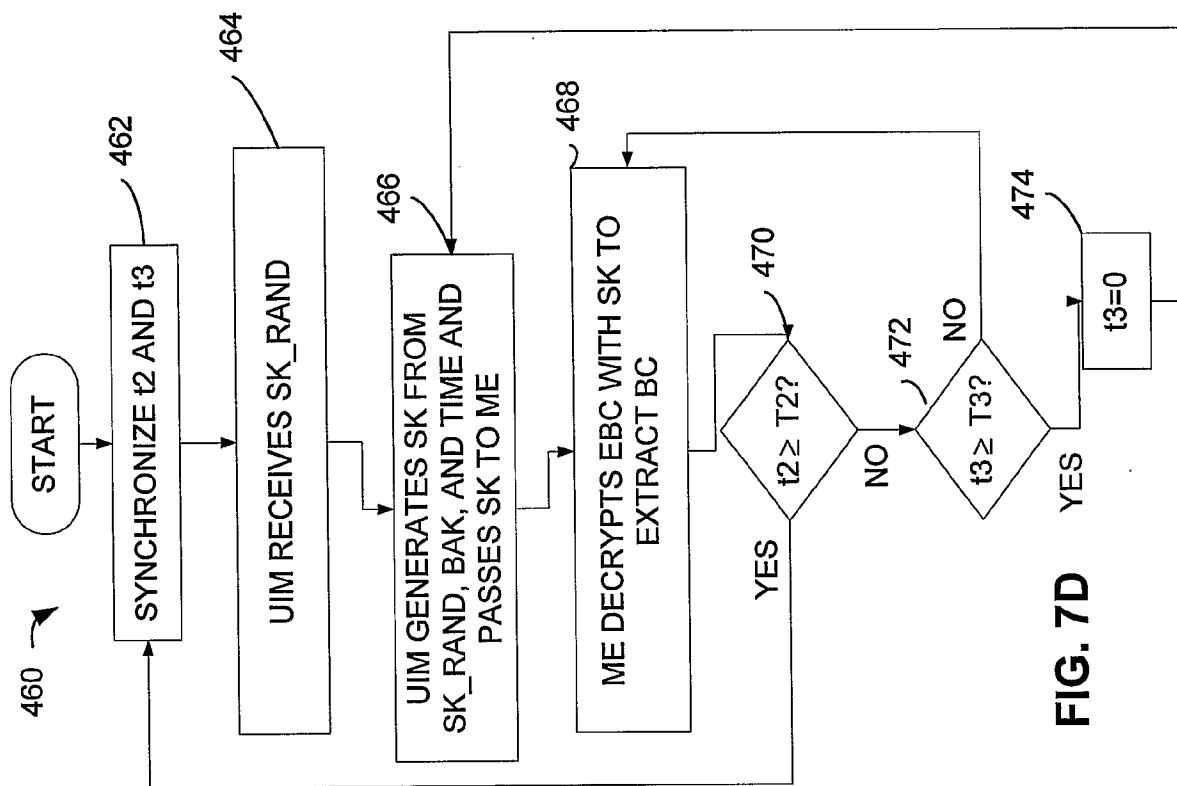 460
START
SYNCHRONIZE t2 AND t3
462
UIM RECEIVES SK_RAND
464
UIM GENERATES SK FROM
SK_RAND, BAK, AND TIME AND
PASSES SK TO ME
466
ME DECRYPTS EBC WITH SK TO
EXTRACT BC
468
t2 ≥ T2?
470
YES
NO
472
t3 ≥ T3?
NO
YES
474
t3=0
FIG. 7D